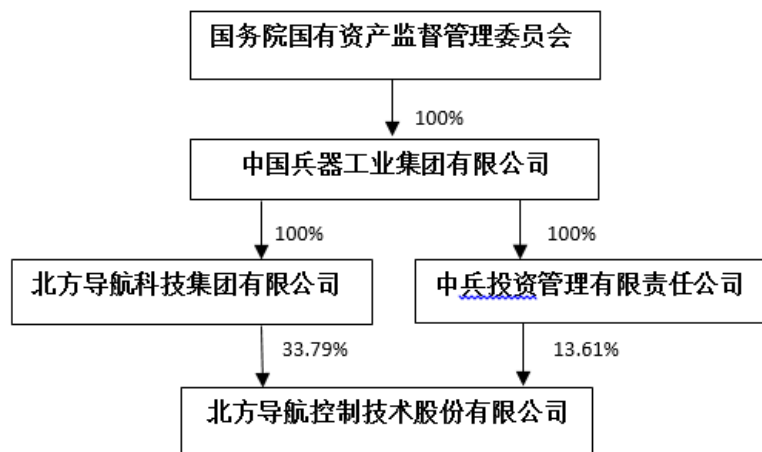 国务院国有资产监督管理委员会
100%
中国兵器工业集团有限公司
100%
100%
北方导航科技集团有限公司
中兵投资管理有限责任公司
33.79%
13.61%
北方导航控制技术股份有限公司